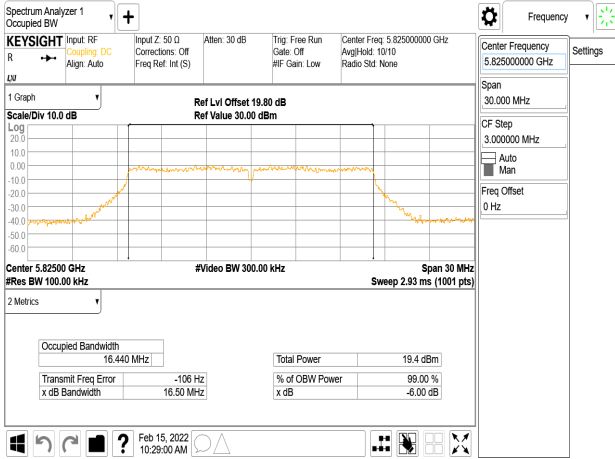 Spectrum Analyzer 1
Occupied BW
Frequency
KEYSIGHT
R
LXI
Input: RF
Coupling: DC
Align: Auto
Input Z: 50 Ω
Corrections: Off
Freq Ref: Int (S)
Atten: 30 dB
Trig: Free Run
Gate: Off
#IF Gain: Low
Center Freq: 5.825000000 GHz
Avg|Hold: 10/10
Radio Std: None
Center Frequency
5.825000000 GHz
Settings
Span
30.000 MHz
CF Step
3.000000 MHz
Auto
Man
Freq Offset
0 Hz
1 Graph
Scale/Div 10.0 dB
Ref Lvl Offset 19.80 dB
Ref Value 30.00 dBm
Log
20.0
10.0
0.00
-10.0
-20.0
-30.0
-40.0
-50.0
-60.0
Center 5.82500 GHz
#Video BW 300.00 kHz
Span 30 MHz
#Res BW 100.00 kHz
Sweep 2.93 ms (1001 pts)
2 Metrics
Occupied Bandwidth
16.440 MHz
Total Power 19.4 dBm
Transmit Freq Error -106 Hz
% of OBW Power 99.00 %
x dB Bandwidth 16.50 MHz
x dB -6.00 dB
?
Feb 15, 2022
10:29:00 AM